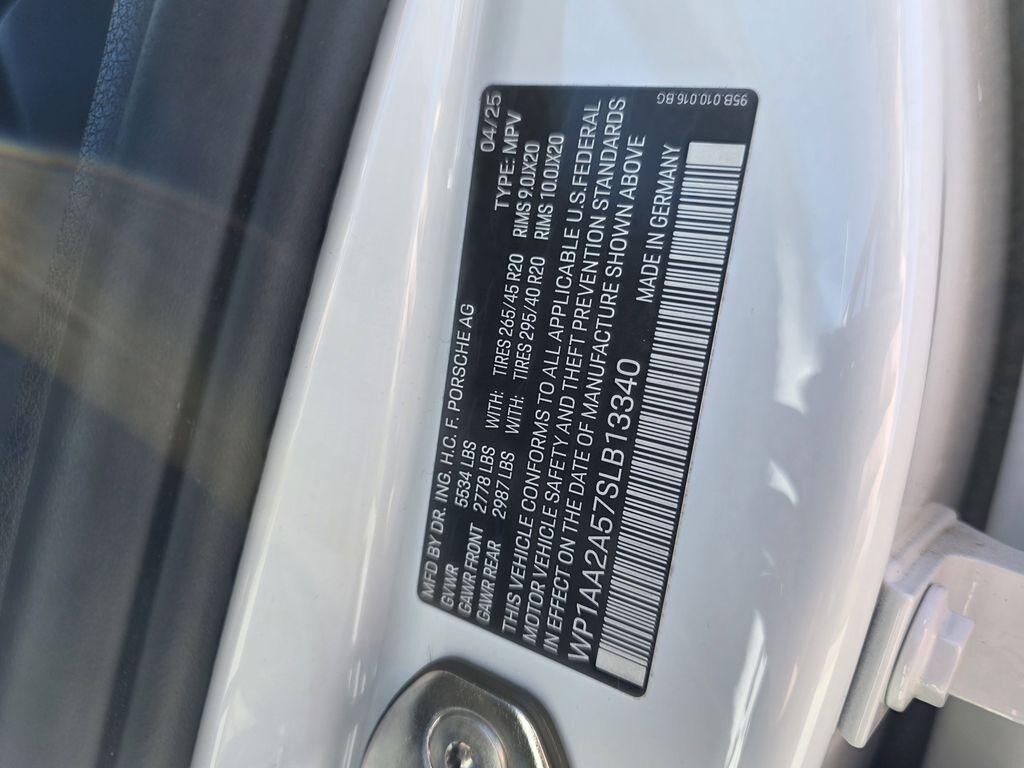 MFD BY DR. ING. H.C. F. PORSCHE AG 04/25
GVWR 5534 LBS TYPE: MPV
GAWR FRONT 2778 LBS WITH: TIRES 265/45 R20 RIMS 9.0JX20
GAWR REAR 2987 LBS WITH: TIRES 295/40 R20 RIMS 10.0JX20
THIS VEHICLE CONFORMS TO ALL APPLICABLE U.S. FEDERAL
MOTOR VEHICLE SAFETY AND THEFT PREVENTION STANDARDS
IN EFFECT ON THE DATE OF MANUFACTURE SHOWN ABOVE
WP1AA2A57SLB13340 MADE IN GERMANY
95B.010.016.BG